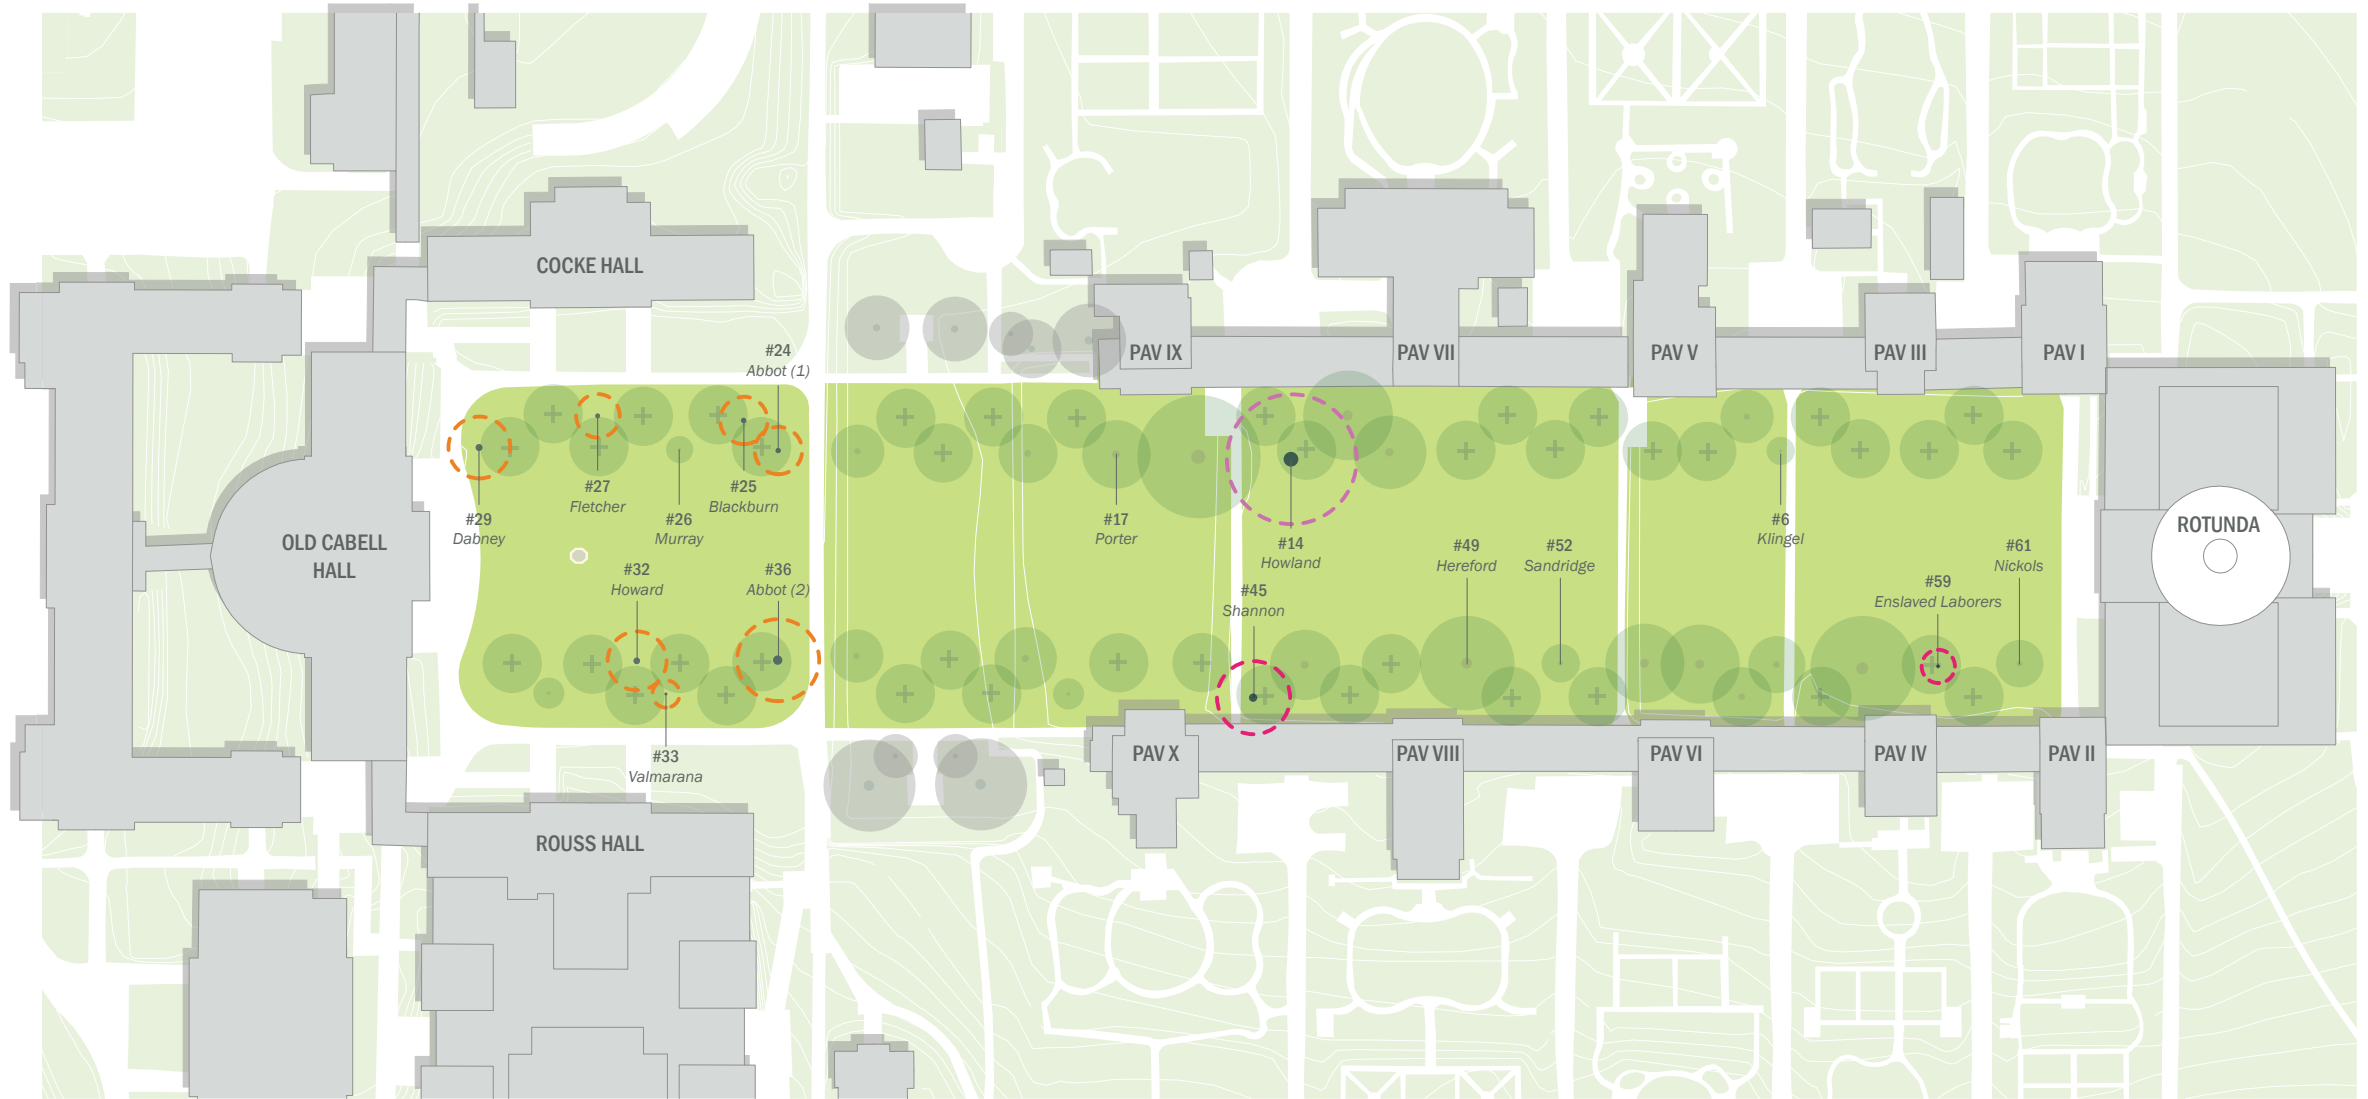 COCKE HALL
#24
Abbot (1)
PAV IX
PAV VII
PAV V
PAV III
PAV I
#27
Fletcher
#25
Blackburn
#29
Dabney
#26
Murray
#17
Porter
#14
Howland
#6
Klingel
OLD CABELL
HALL
ROTUNDA
#32
Howard
#36
Abbot (2)
#45
Shannon
#49
Hereford
#52
Sandridge
#59
Enslaved Laborers
#61
Nickols
#33
Valmarana
PAV X
PAV VIII
PAV VI
PAV IV
PAV II
ROUSS HALL